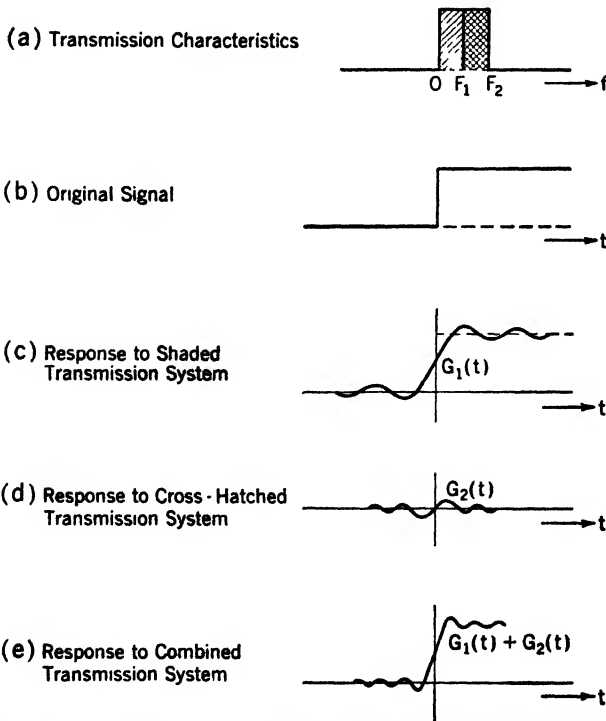 (a) Transmission Characteristics
O F₁ F₂ f
(b) Original Signal
t
(c) Response to Shaded
Transmission System
G₁(t)
t
(d) Response to Cross-Hatched
Transmission System
G₂(t)
t
(e) Response to Combined
Transmission System
G₁(t) + G₂(t)
t